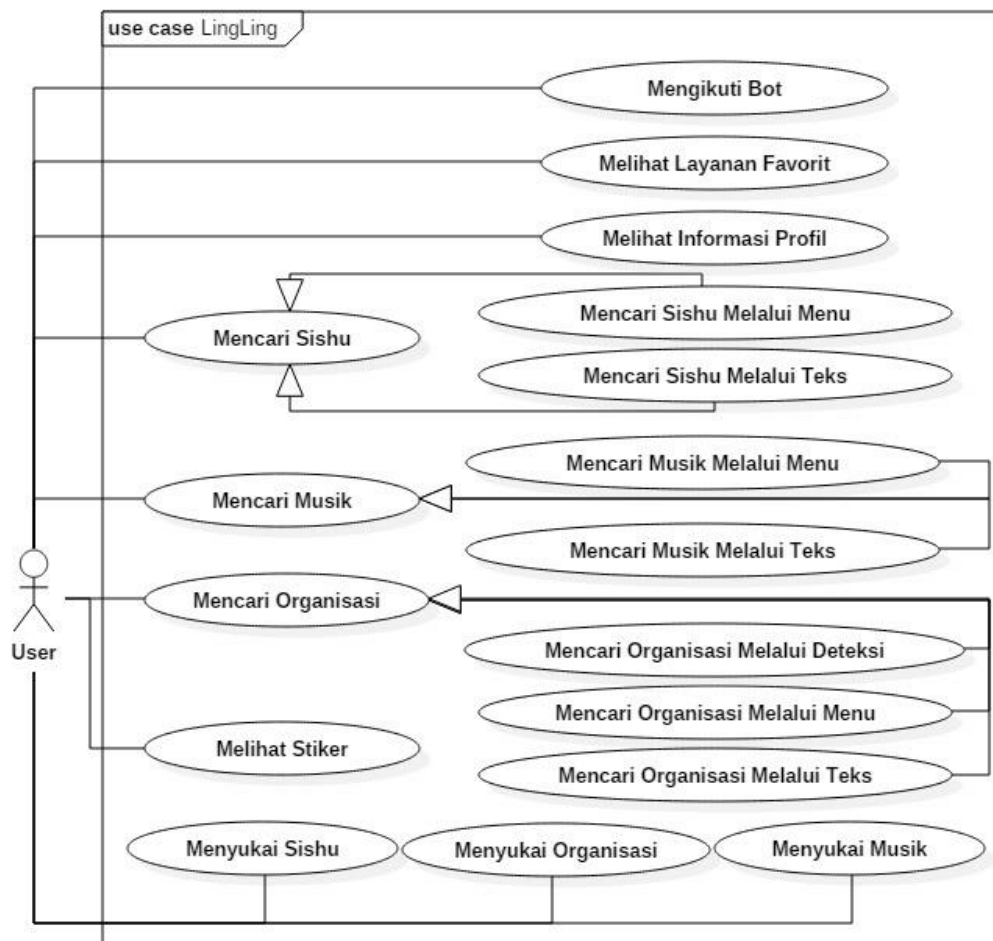 use case LingLing
Mengikuti Bot
Melihat Layanan Favorit
Melihat Informasi Profil
Mencari Sishu
Mencari Sishu Melalui Menu
Mencari Sishu Melalui Teks
Mencari Musik Melalui Menu
Mencari Musik
Mencari Musik Melalui Teks
Mencari Organisasi
User
Mencari Organisasi Melalui Deteksi
Mencari Organisasi Melalui Menu
Melihat Stiker
Mencari Organisasi Melalui Teks
Menyukai Sishu
Menyukai Organisasi
Menyukai Musik